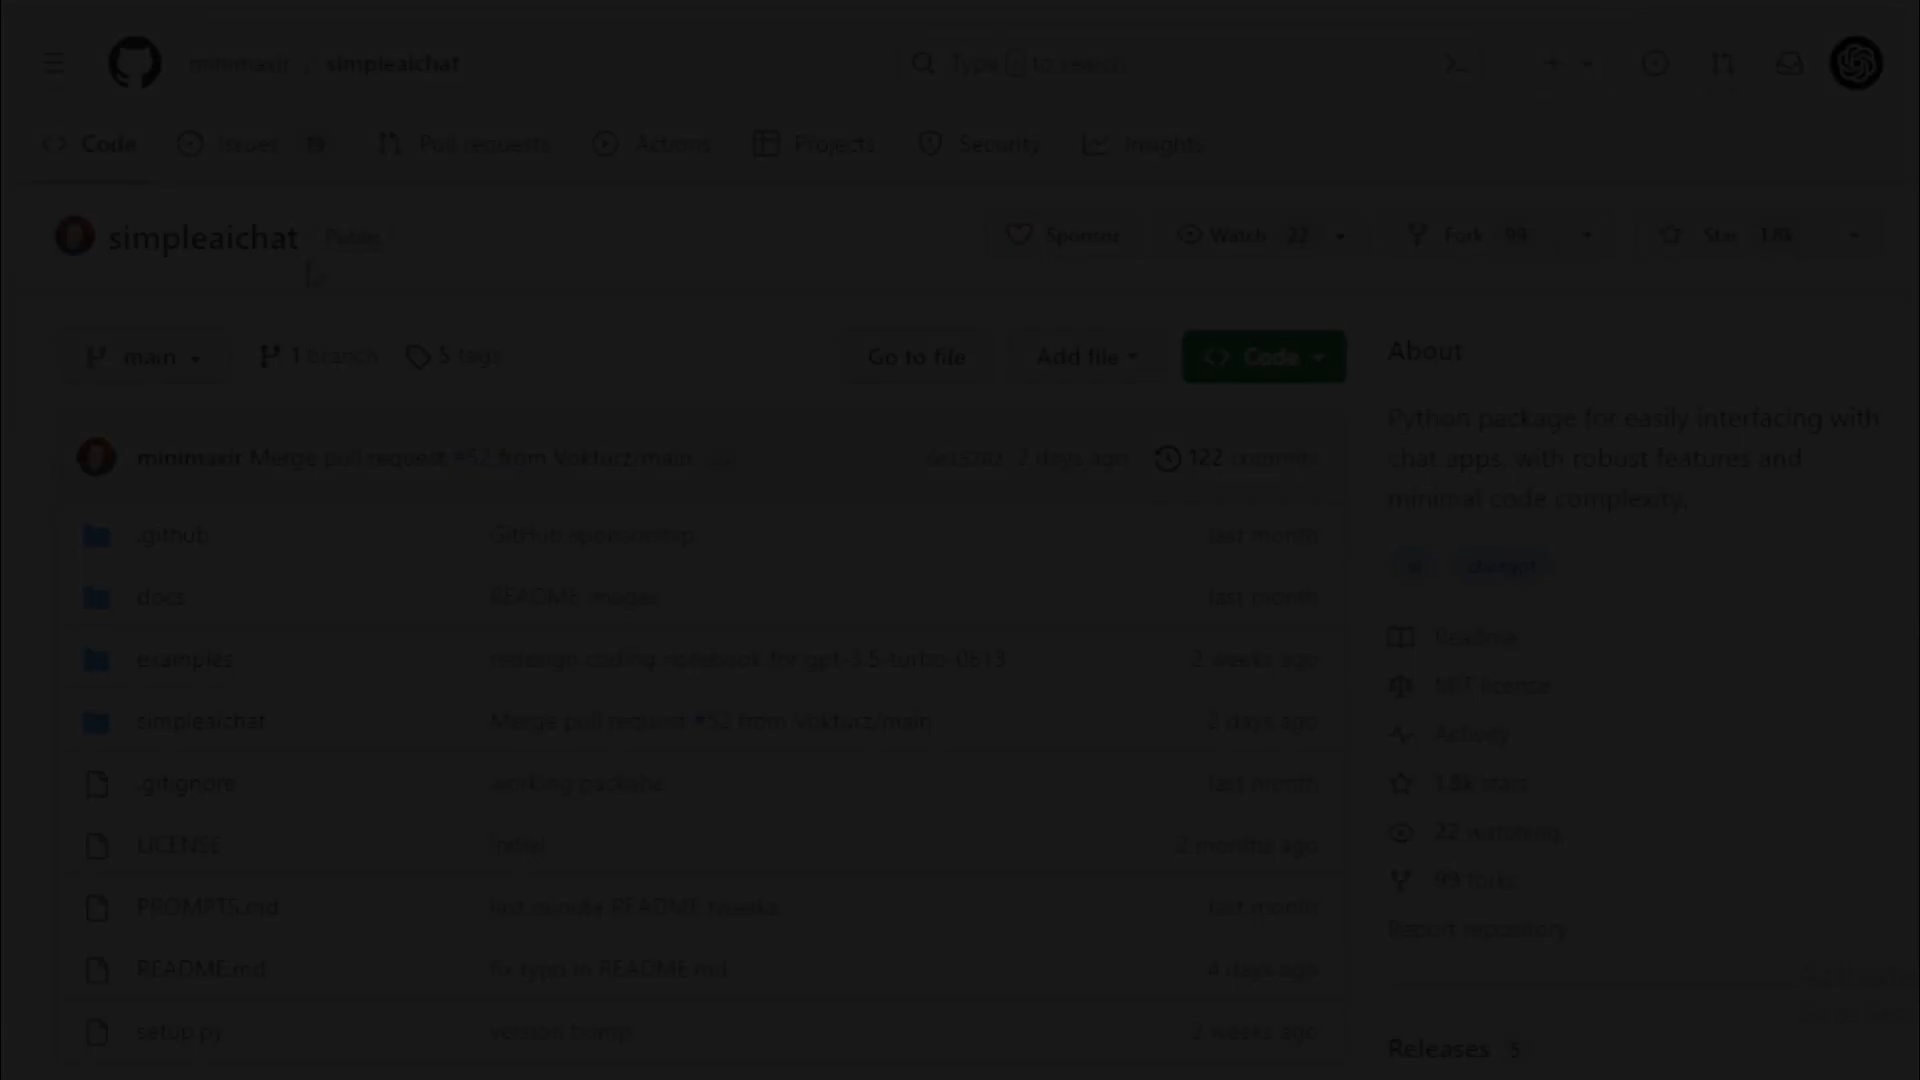 minimaxir / simpleaichat
Type / to search
Code Issues 19 Pull requests Actions Projects Security Insights
simpleaichat Public
Sponsor Watch 22 Fork 99 Star 1.8k
main 1 branch 5 tags Go to file Add file Code
minimaxir Merge pull request #52 from Vokturz/main 2 days ago 122 commits
.github GitHub sponsorship last month
docs README images last month
examples redesign coding notebook for gpt-3.5-turbo-0613 2 weeks ago
simpleaichat Merge pull request #52 from Vokturz/main 2 days ago
.gitignore working package last month
LICENSE 2 months ago
PROMPTS.md last minute README tweaks last month
README.md fix typo in README.md 4 days ago
setup.py version bump 2 weeks ago
About
Python package for easily interfacing with
chat apps, with robust features and
minimal code complexity.
ai chatgpt
Readme
MIT license
Activity
1.8k stars
22 watching
99 forks
Report repository
Releases 5